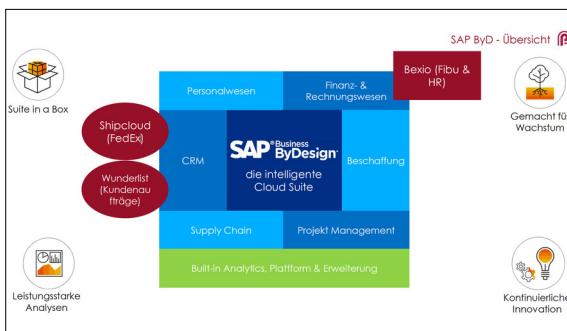 SAP ByD - Übersicht
Bexio (Fibu &
HR)
Personalwesen
Finanz- &
Rechnungswesen
Suite in a Box
Gemacht für
Wachstum
Shipcloud
(FedEx)
Wunderlist
(Kundenau
fträge)
CRM
SAP® Business
ByDesign
die intelligente
Cloud Suite
Beschaffung
Supply Chain
Projekt Management
Built-in Analytics, Plattform & Erweiterung
Leistungsstarke
Analysen
Kontinuierliche
Innovation